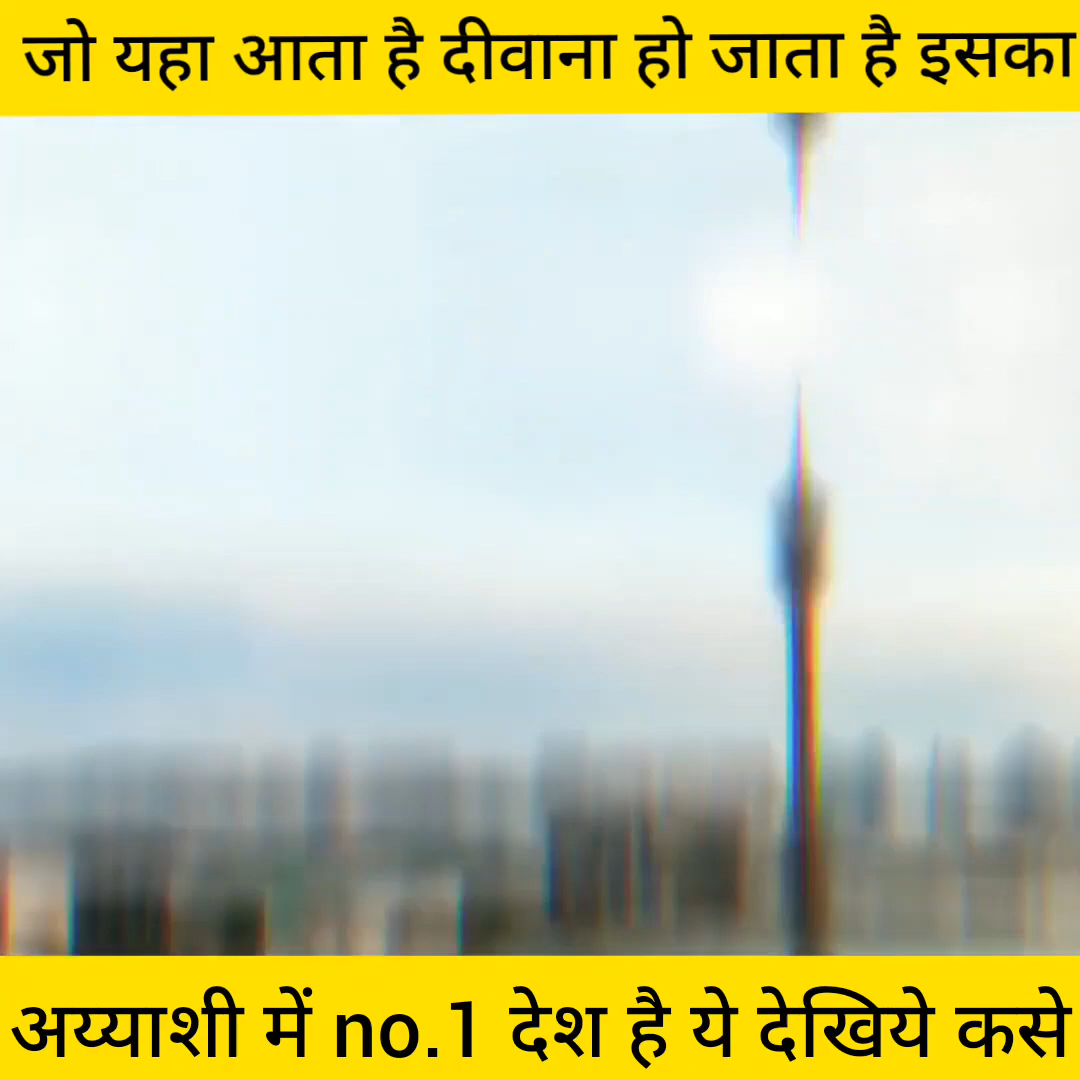 जो यहा आता है दीवाना हो जाता है इसका
अय्याशी में no.1 देश है ये देखिये कसे